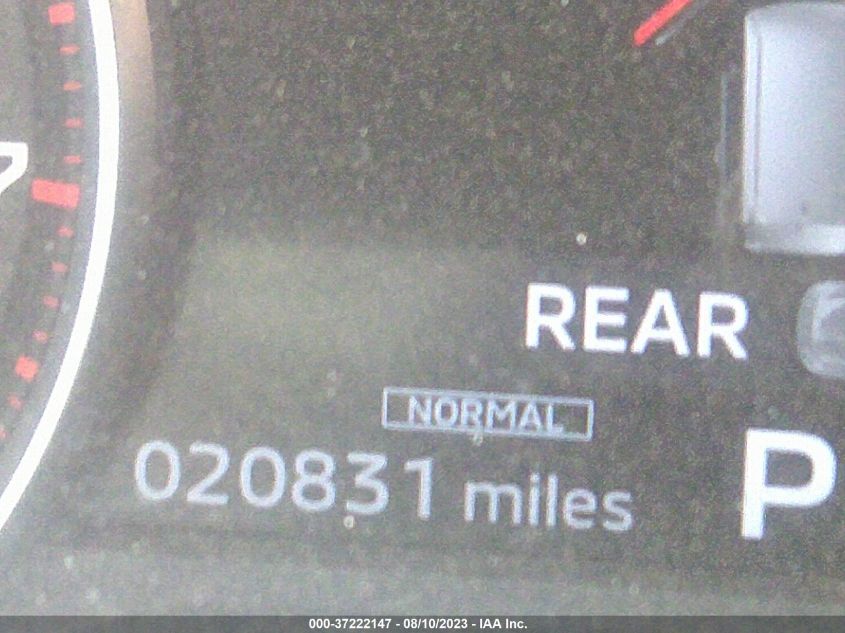 REAR
NORMAL
020831 miles
P
000-37222147 - 08/10/2023 - IAA Inc.